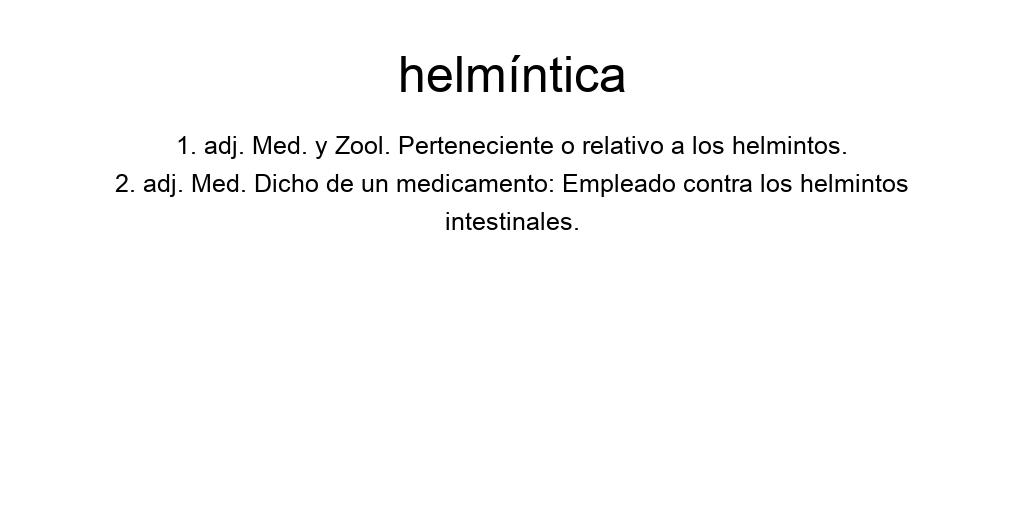 helmíntica
1. adj. Med. y Zool. Perteneciente o relativo a los helmintos.
2. adj. Med. Dicho de un medicamento: Empleado contra los helmintos
intestinales.